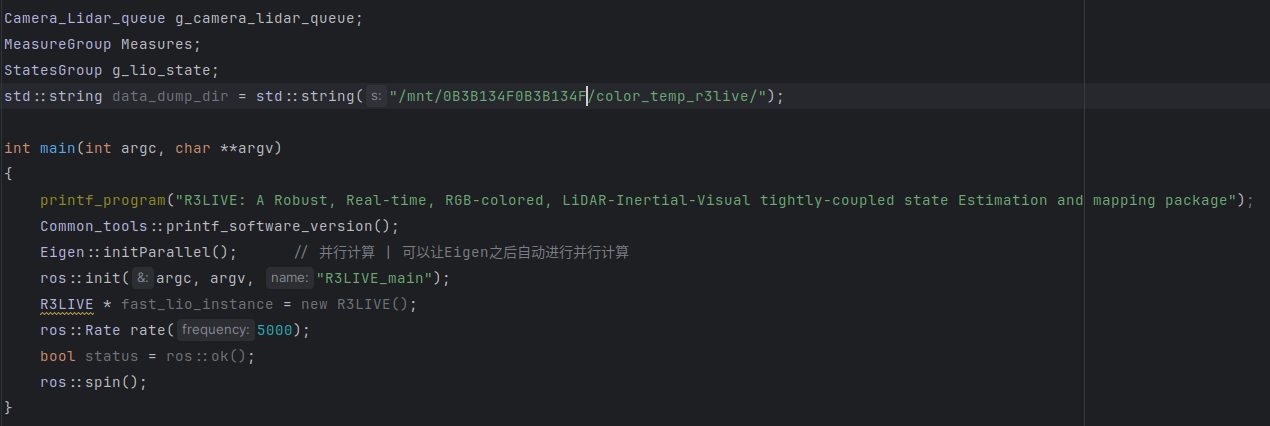 Camera_Lidar_queue g_camera_lidar_queue;
MeasureGroup Measures;
StatesGroup g_lio_state;
std::string data_dump_dir = std::string( s: "/mnt/0B3B134F0B3B134F/color_temp_r3live/");
int main(int argc, char **argv)
{
printf_program("R3LIVE: A Robust, Real-time, RGB-colored, LiDAR-Inertial-Visual tightly-coupled state Estimation and mapping package");
Common_tools::printf_software_version();
Eigen::initParallel(); // 并行计算 | 可以让Eigen之后自动进行并行计算
ros::init( &: argc, argv, name: "R3LIVE_main");
R3LIVE * fast_lio_instance = new R3LIVE();
ros::Rate rate( frequency: 5000);
bool status = ros::ok();
ros::spin();
}